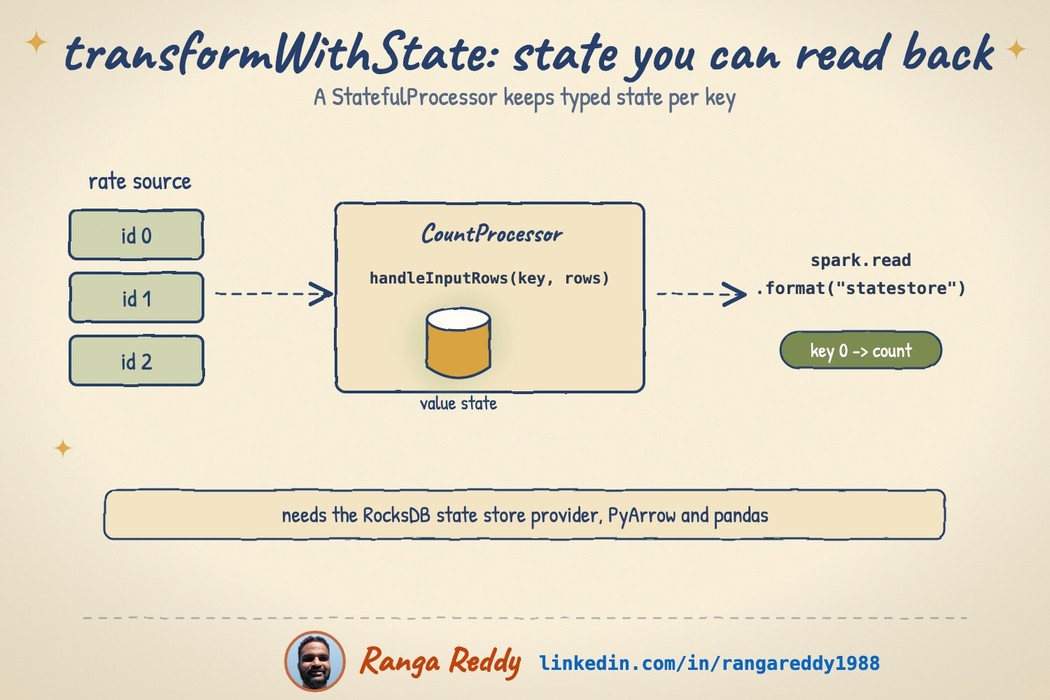 transformWithState: state you can read back
A StatefulProcessor keeps typed state per key
rate source
id 0
id 1
id 2
CountProcessor
handleInputRows(key, rows)
value state
spark.read
.format("statestore")
key 0 -> count
needs the RocksDB state store provider, PyArrow and pandas
Ranga Reddy linkedin.com/in/rangareddy1988